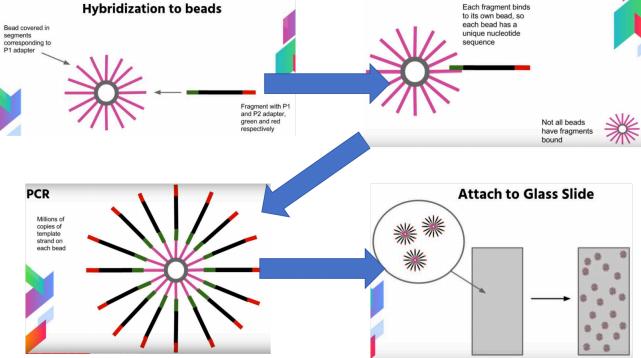 Hybridization to beads
Bead covered in
segments
corresponding to
P1 adapter
Fragment with P1
and P2 adapter,
green and red
respectively
Each fragment binds
to its own bead, so
each bead has a
unique nucleotide
sequence
Not all beads
have fragments
bound
PCR
Millions of
copies of
template
strand on
each bead
Attach to Glass Slide